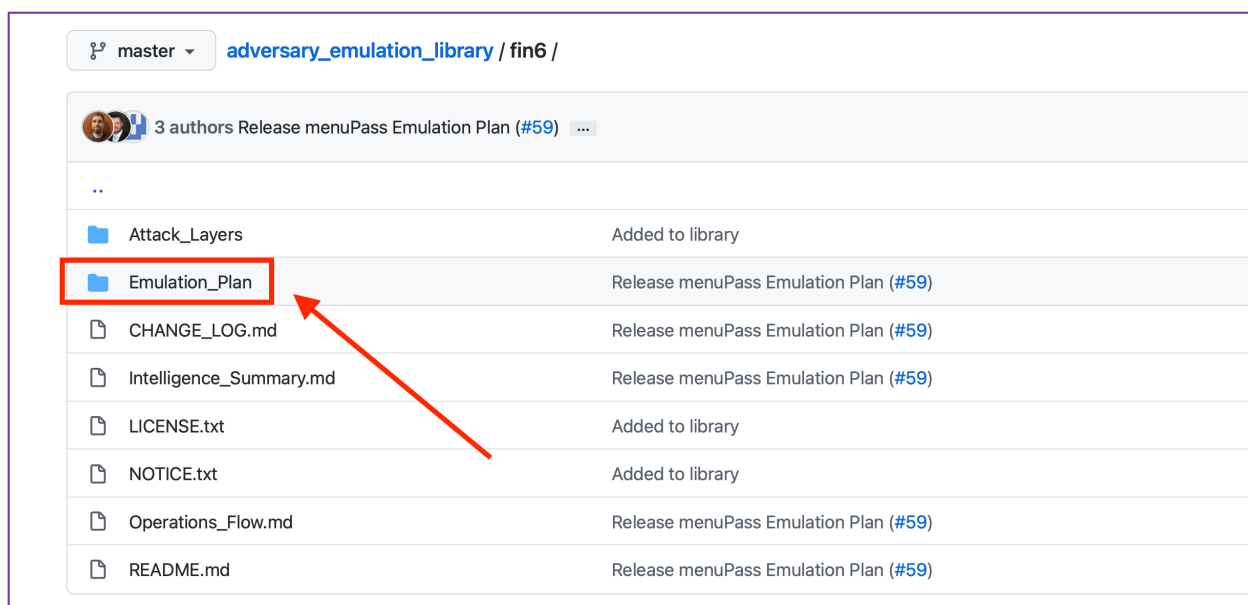 master adversary_emulation_library / fin6 /
3 authors Release menuPass Emulation Plan (#59) ...
..
Attack_Layers Added to library
Emulation_Plan Release menuPass Emulation Plan (#59)
CHANGE_LOG.md Release menuPass Emulation Plan (#59)
Intelligence_Summary.md Release menuPass Emulation Plan (#59)
LICENSE.txt Added to library
NOTICE.txt Added to library
Operations_Flow.md Release menuPass Emulation Plan (#59)
README.md Release menuPass Emulation Plan (#59)